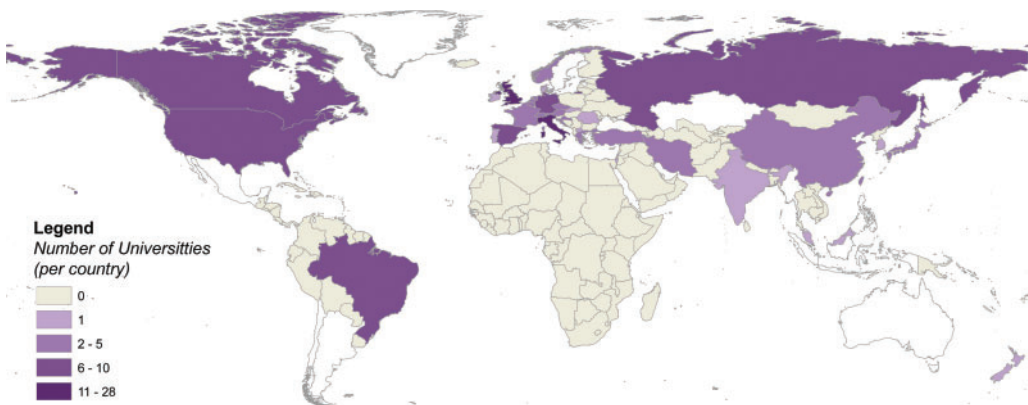 Legend
Number of Universitties
(per country)
0
1
2 - 5
6 - 10
11 - 28